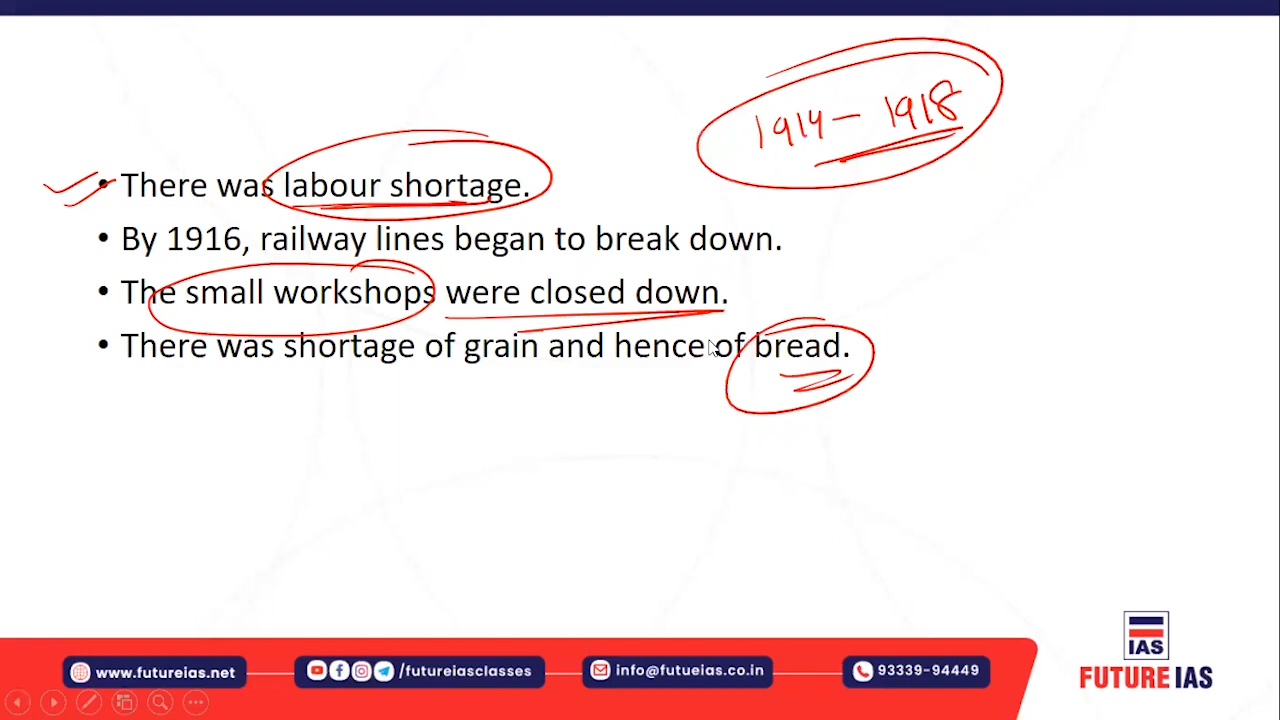 1914 - 1918
• There was labour shortage.
• By 1916, railway lines began to break down.
• The small workshops were closed down.
• There was shortage of grain and hence of bread.
www.futureias.net
/futureiasclasses
info@futueias.co.in
93339-94449
IAS
FUTURE IAS